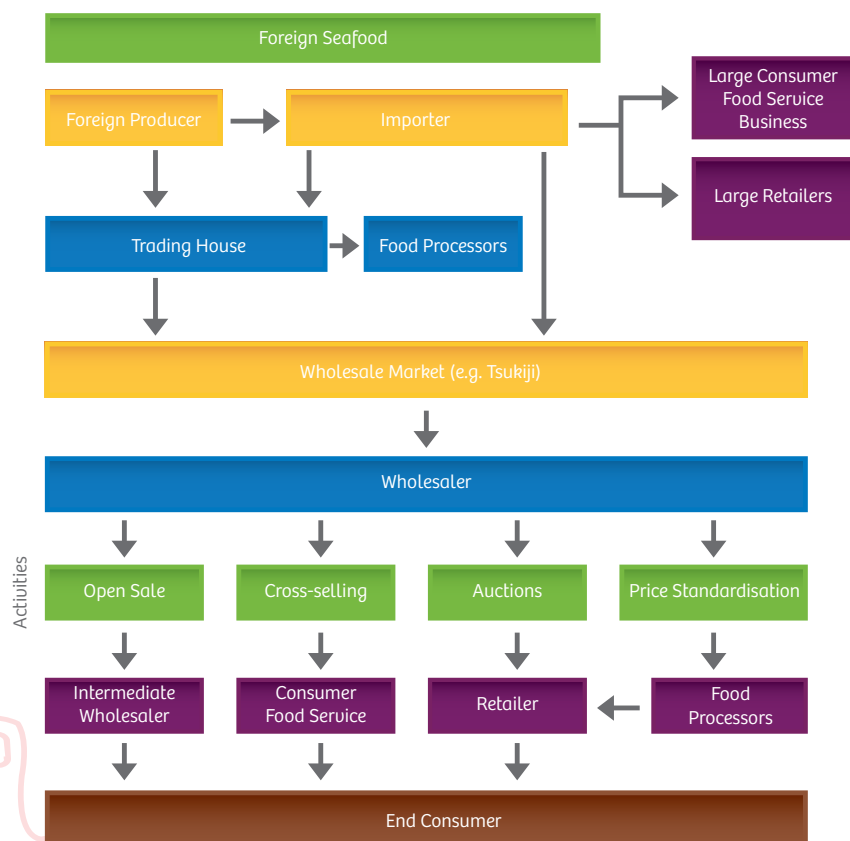 Foreign Seafood
Foreign Producer
Importer
Large Consumer
Food Service
Business
Large Retailers
Trading House
Food Processors
Wholesale Market (e.g. Tsukiji)
Wholesaler
Activities
Open Sale
Cross-selling
Auctions
Price Standardisation
Intermediate
Wholesaler
Consumer
Food Service
Retailer
Food
Processors
End Consumer